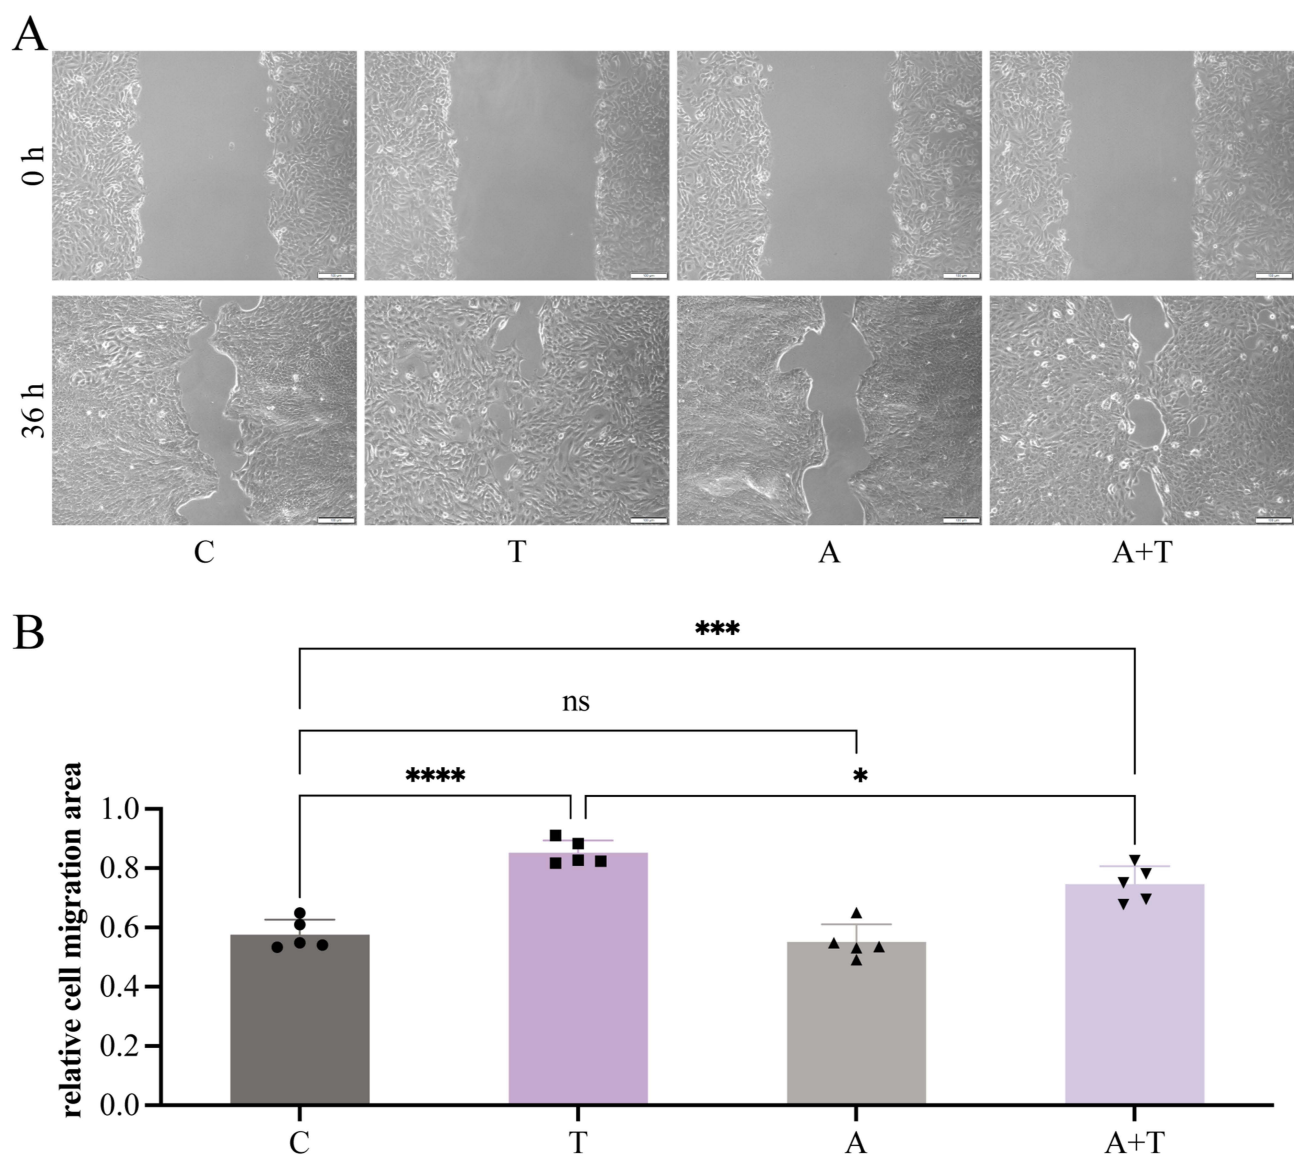 A
0 h
36 h
C T A A+T
B
***
ns
**** *
relative cell migration area
1.0
0.8
0.6
0.4
0.2
0.0
C T A A+T